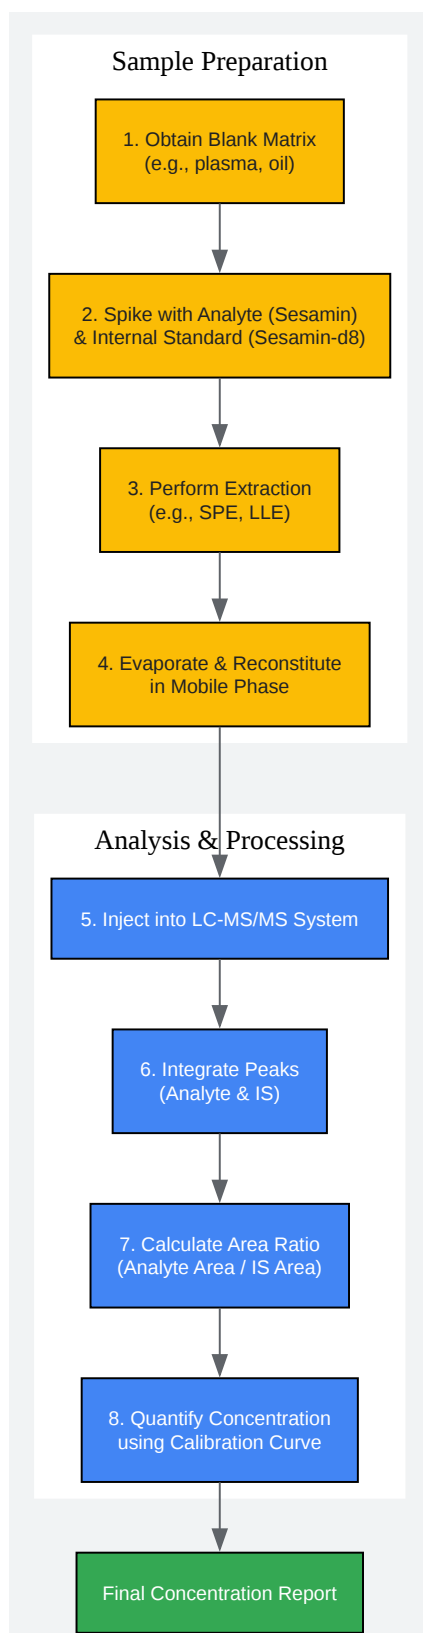 Sample Preparation
1. Obtain Blank Matrix
(e.g., plasma, oil)
2. Spike with Analyte (Sesamin)
& Internal Standard (Sesamin-d8)
3. Perform Extraction
(e.g., SPE, LLE)
4. Evaporate & Reconstitute
in Mobile Phase
Analysis & Processing
5. Inject into LC-MS/MS System
6. Integrate Peaks
(Analyte & IS)
7. Calculate Area Ratio
(Analyte Area / IS Area)
8. Quantify Concentration
using Calibration Curve
Final Concentration Report